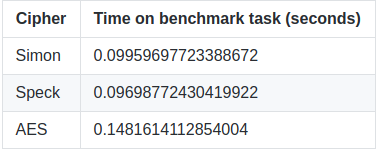 Cipher Time on benchmark task (seconds)
Simon 0.09959697723388672
Speck 0.09698772430419922
AES 0.1481614112854004